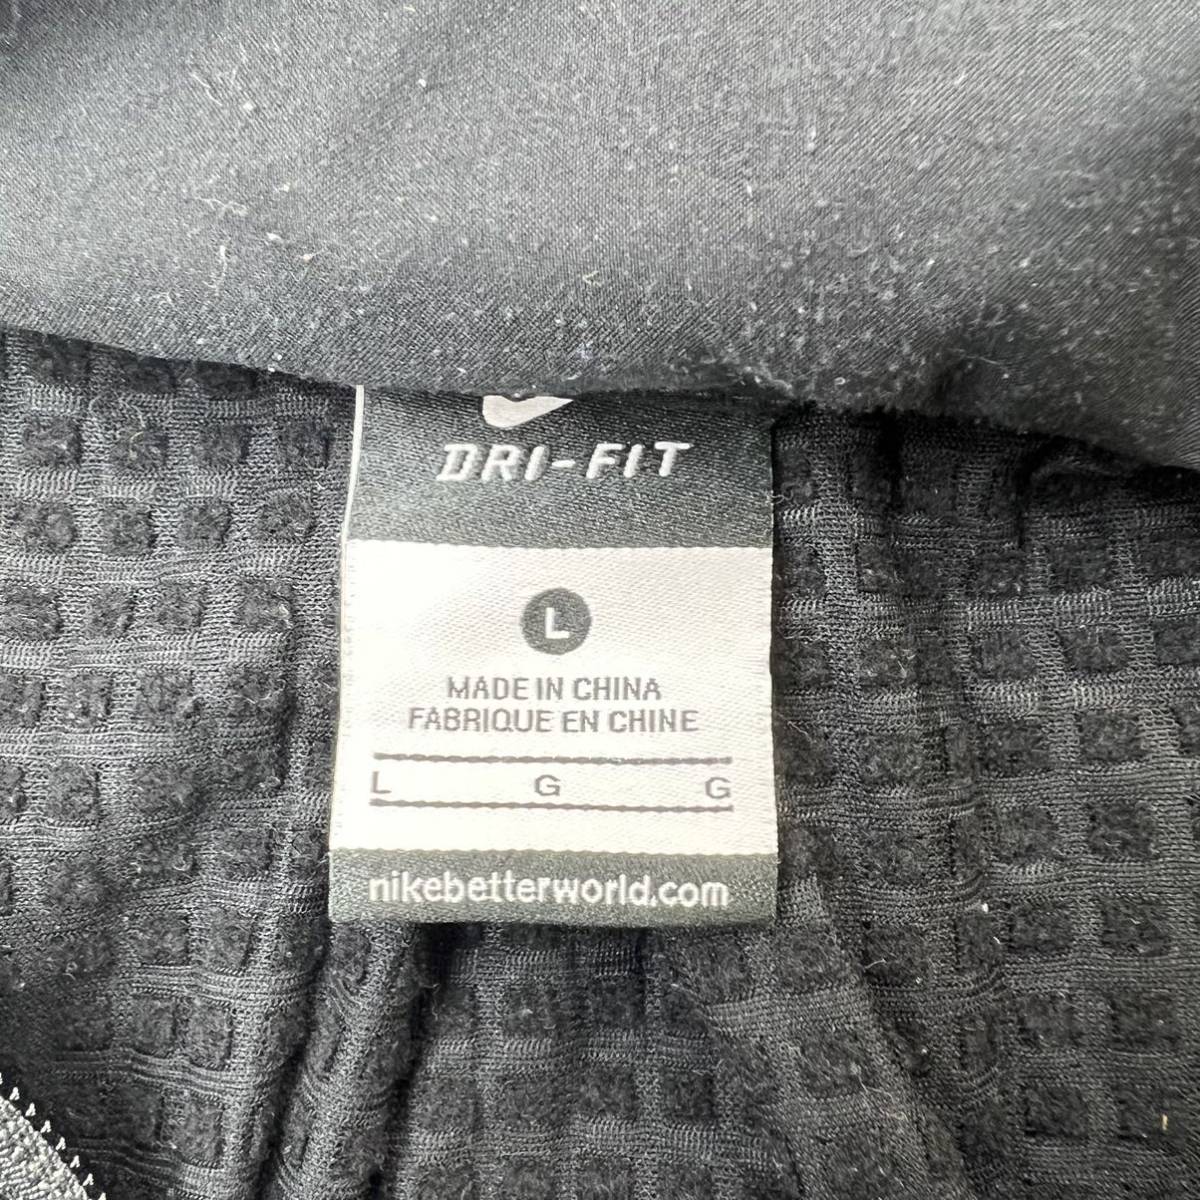 DRI-FIT
L
MADE IN CHINA
FABRIQUE EN CHINE
L G G
nikebetterworld.com